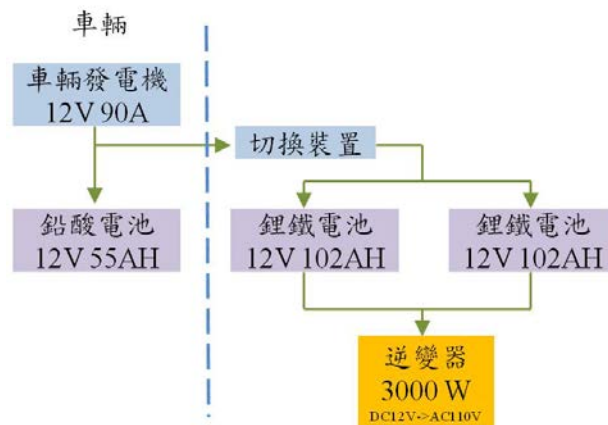 車輛
車輛發電機
12V 90A
切換裝置
鉛酸電池
12V 55AH
鋰鐵電池
12V 102AH
鋰鐵電池
12V 102AH
逆變器
3000 W
DC12V->AC110V